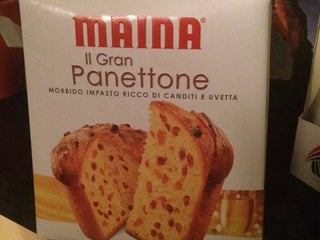 MAINA®
Il Gran
Panettone
MORBIDO IMPASTO RICCO DI CANDITI E UVETTA